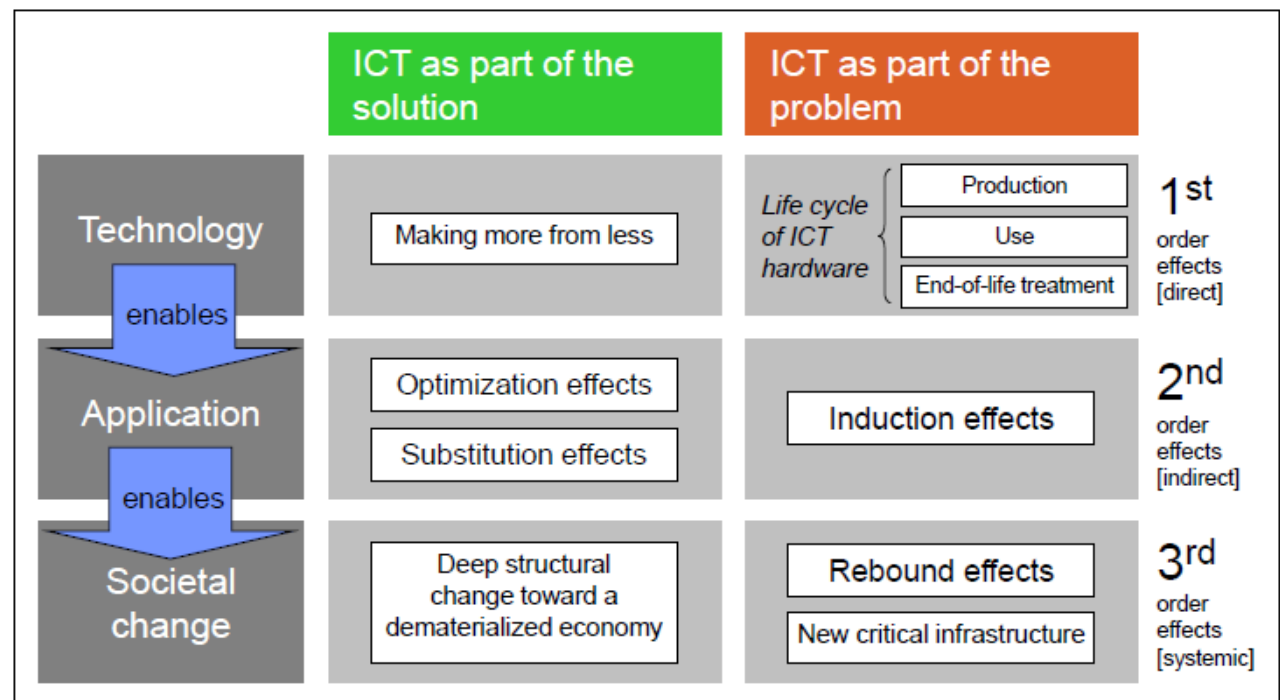 ICT as part of the
solution
ICT as part of the
problem
Technology
Making more from less
Life cycle
of ICT
hardware
Production
Use
End-of-life treatment
1st
order
effects
[direct]
enables
Application
Optimization effects
Substitution effects
Induction effects
2nd
order
effects
[indirect]
enables
Societal
change
Deep structural
change toward a
dematerialized economy
Rebound effects
New critical infrastructure
3rd
order
effects
[systemic]